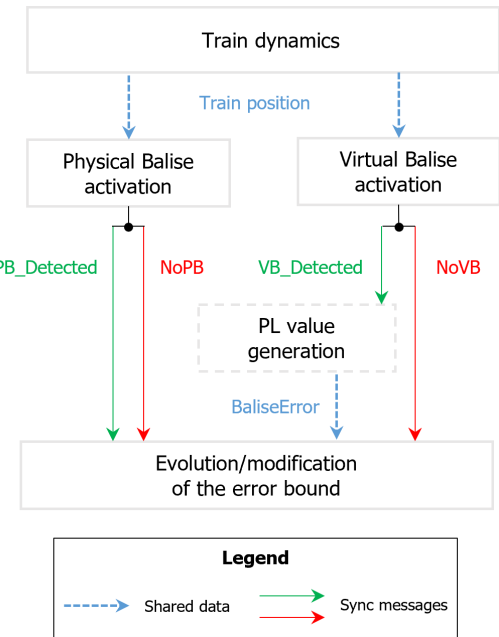 Train dynamics
Train position
Physical Balise
activation
Virtual Balise
activation
PB_Detected
NoPB
VB_Detected
NoVB
PL value
generation
BaliseError
Evolution/modification
of the error bound
Legend
Shared data
Sync messages